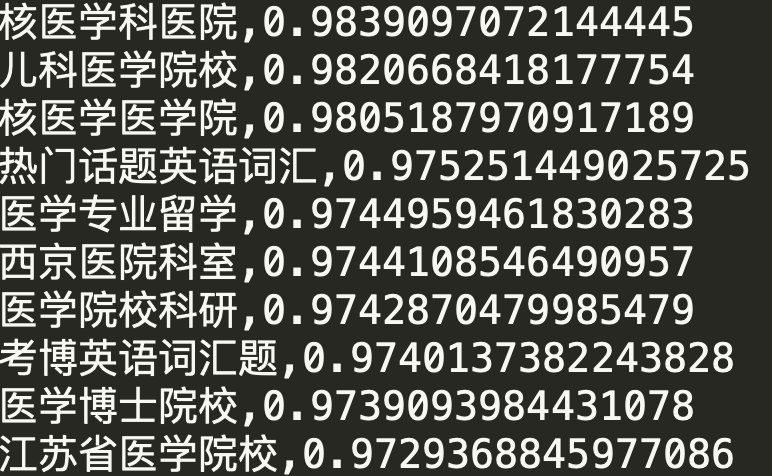 核医学科医院,0.9839097072144445
儿科医学院校,0.9820668418177754
核医学医学院,0.9805187970917189
热门话题英语词汇,0.975251449025725
医学专业留学,0.9744959461830283
西京医院科室,0.9744108546490957
医学院校科研,0.9742870479985479
考博英语词汇题,0.9740137382243828
医学博士院校,0.9739093984431078
江苏省医学院校,0.9729368845977086